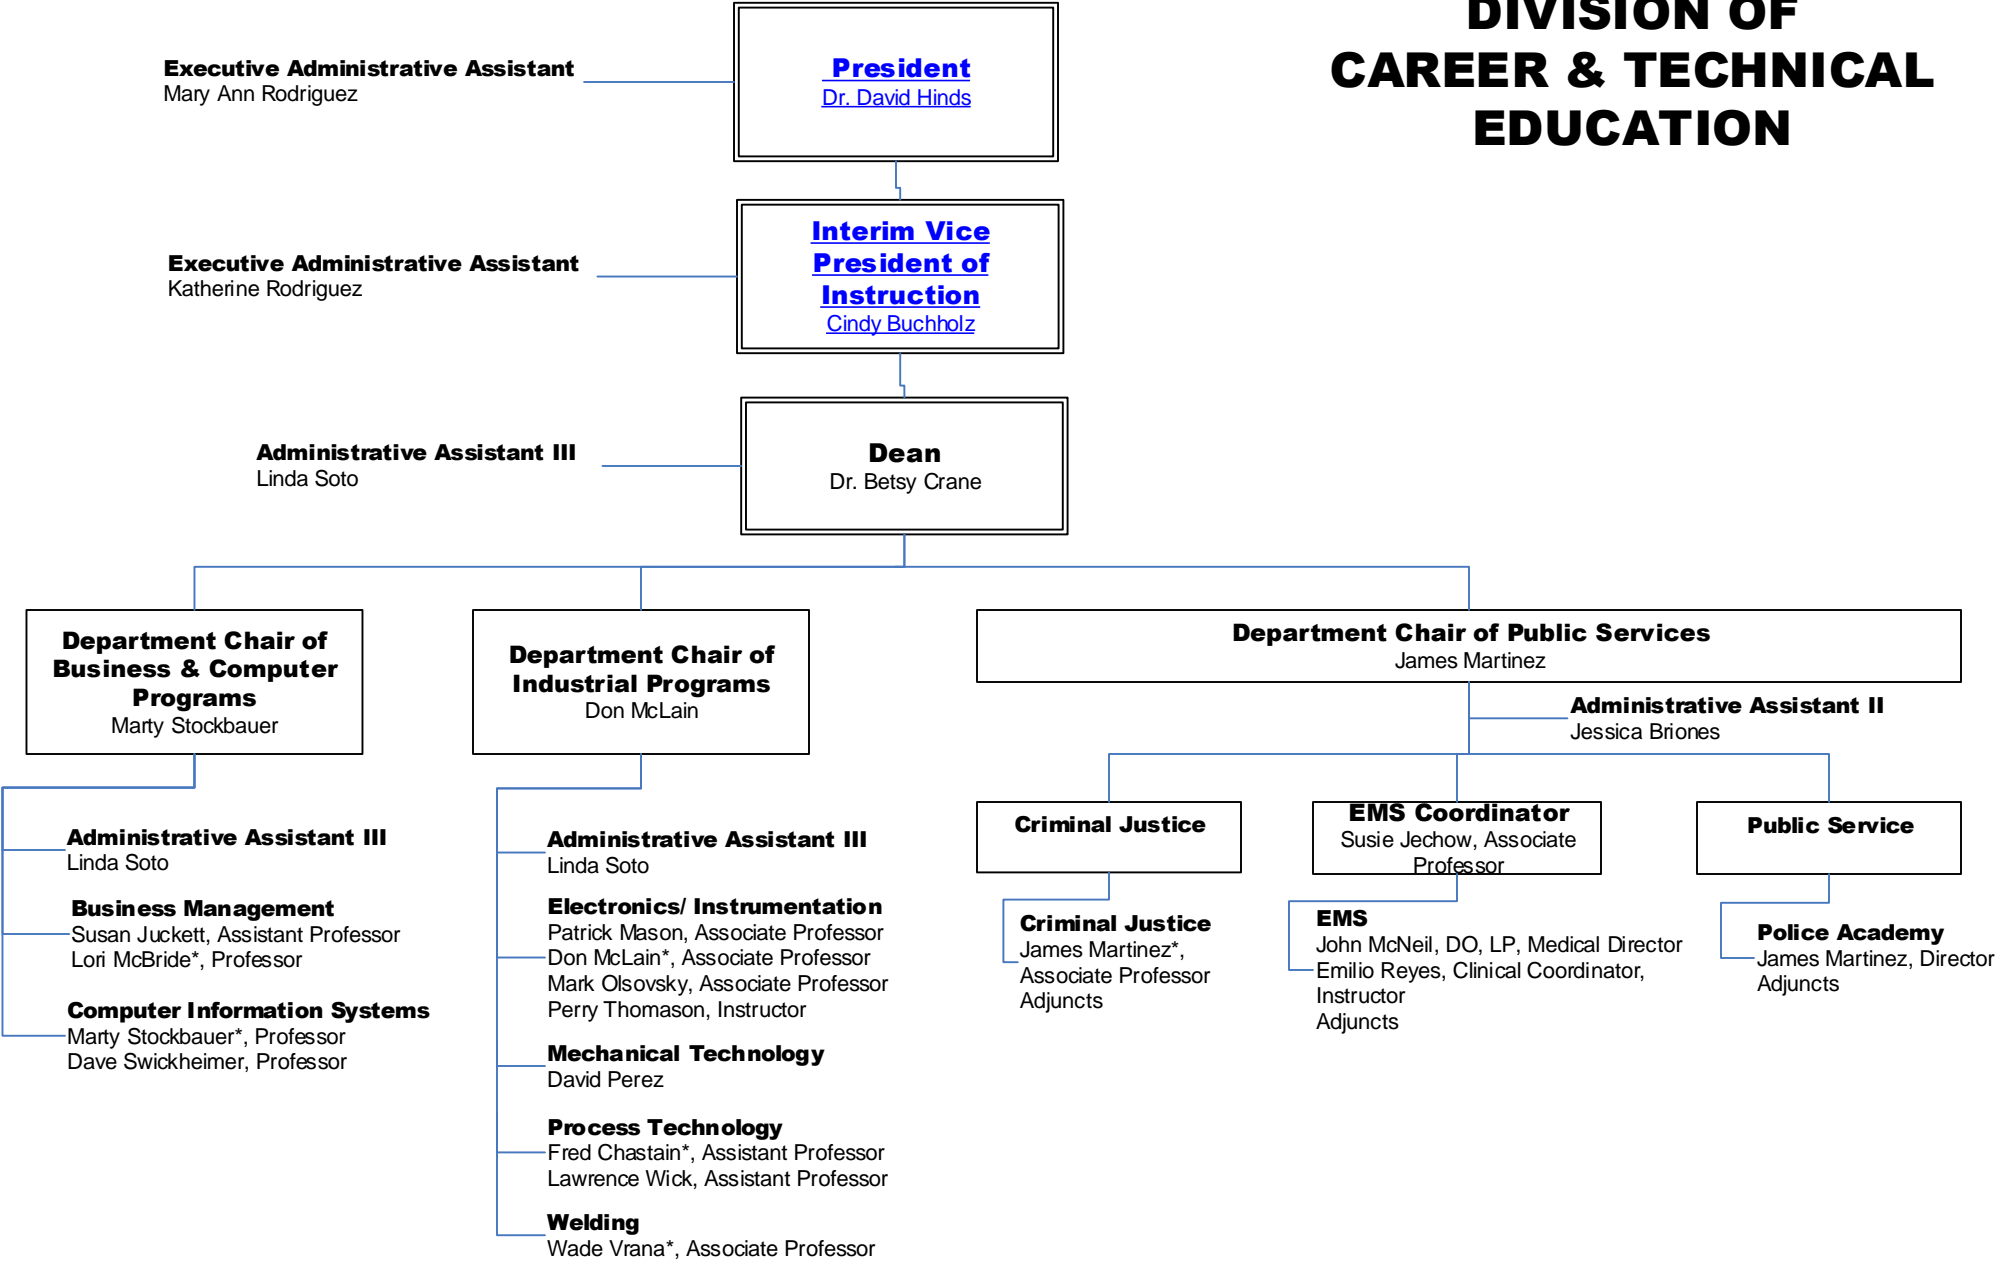 DIVISION OF
CAREER & TECHNICAL
EDUCATION
President
Dr. David Hinds
Executive Administrative Assistant
Mary Ann Rodriguez
Interim Vice
President of
Instruction
Cindy Buchholz
Executive Administrative Assistant
Katherine Rodriguez
Dean
Dr. Betsy Crane
Administrative Assistant III
Linda Soto
Department Chair of
Business & Computer
Programs
Marty Stockbauer
Administrative Assistant III
Linda Soto
Business Management
Susan Juckett, Assistant Professor
Lori McBride*, Professor
Computer Information Systems
Marty Stockbauer*, Professor
Dave Swickheimer, Professor
Department Chair of
Industrial Programs
Don McLain
Administrative Assistant III
Linda Soto
Electronics/ Instrumentation
Patrick Mason, Associate Professor
Don McLain*, Associate Professor
Mark Olsovsky, Associate Professor
Perry Thomason, Instructor
Mechanical Technology
David Perez
Process Technology
Fred Chastain*, Assistant Professor
Lawrence Wick, Assistant Professor
Welding
Wade Vrana*, Associate Professor
Department Chair of Public Services
James Martinez
Administrative Assistant II
Jessica Briones
Criminal Justice
Criminal Justice
James Martinez*,
Associate Professor
Adjuncts
EMS Coordinator
Susie Jechow, Associate
Professor
EMS
John McNeil, DO, LP, Medical Director
Emilio Reyes, Clinical Coordinator,
Instructor
Adjuncts
Public Service
Police Academy
James Martinez, Director
Adjuncts